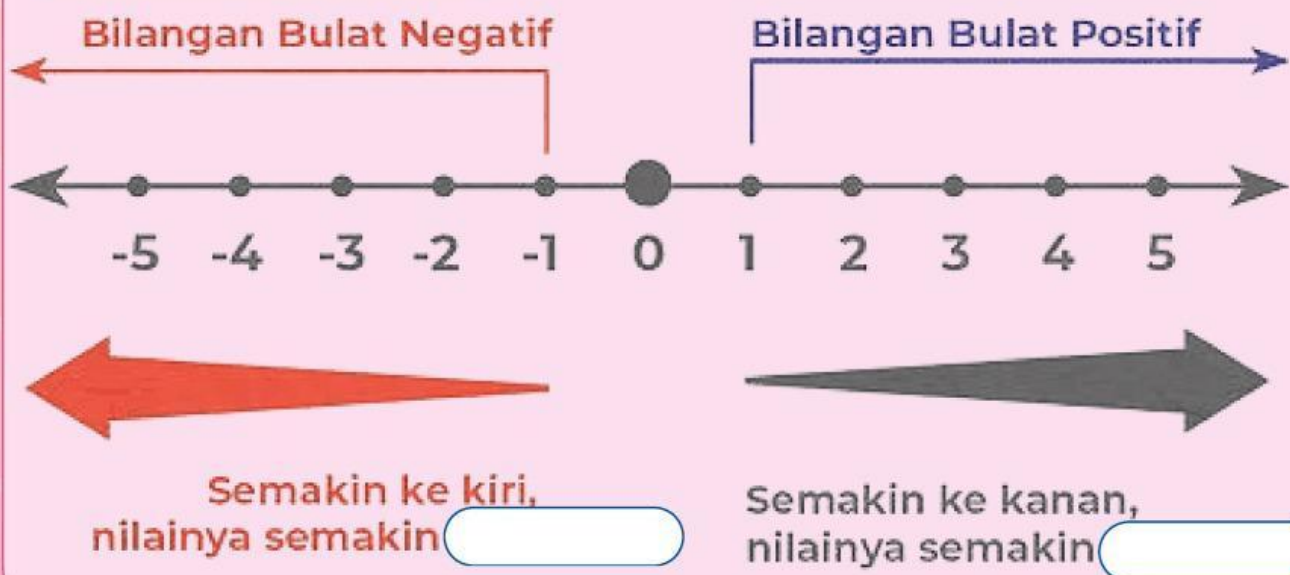 Bilangan Bulat Negatif
Bilangan Bulat Positif
-5 -4 -3 -2 -1 0 1 2 3 4 5
Semakin ke kiri,
nilainya semakin
Semakin ke kanan,
nilainya semakin